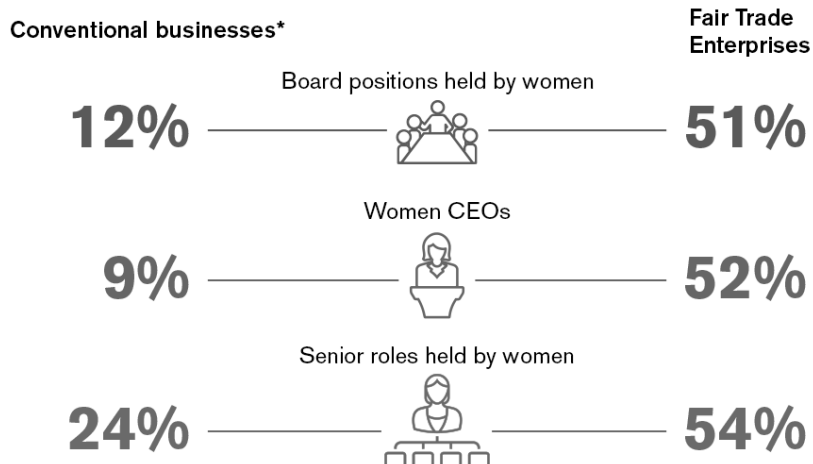 Conventional businesses*
Fair Trade
Enterprises
Board positions held by women
12%
51%
Women CEOs
9%
52%
Senior roles held by women
24%
54%